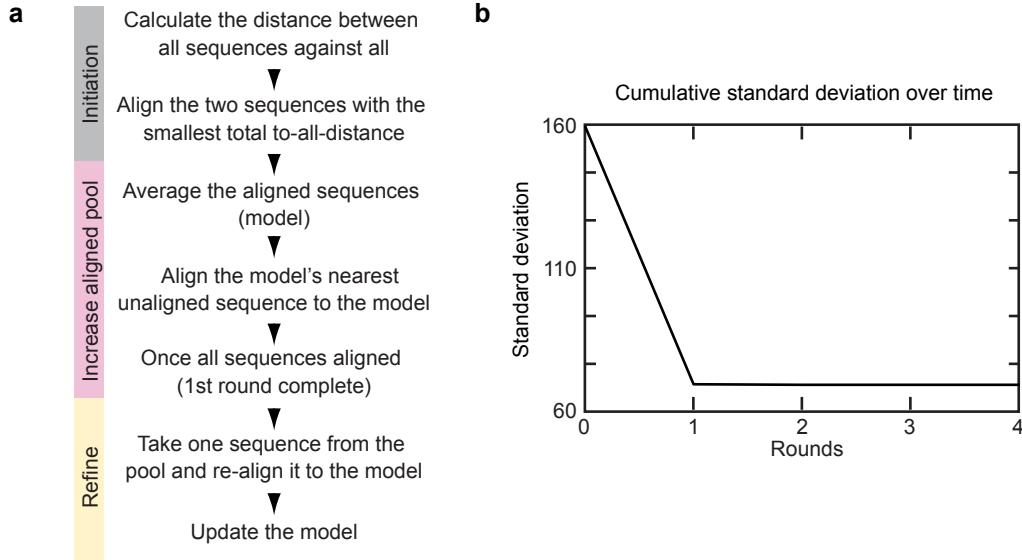 a
Initiation
Increase aligned pool
Refine
Calculate the distance between
all sequences against all
Align the two sequences with the
smallest total to-all-distance
Average the aligned sequences
(model)
Align the model's nearest
unaligned sequence to the model
Once all sequences aligned
(1st round complete)
Take one sequence from the
pool and re-align it to the model
Update the model
b
Cumulative standard deviation over time
Standard deviation
160
110
60
0 1 2 3 4
Rounds